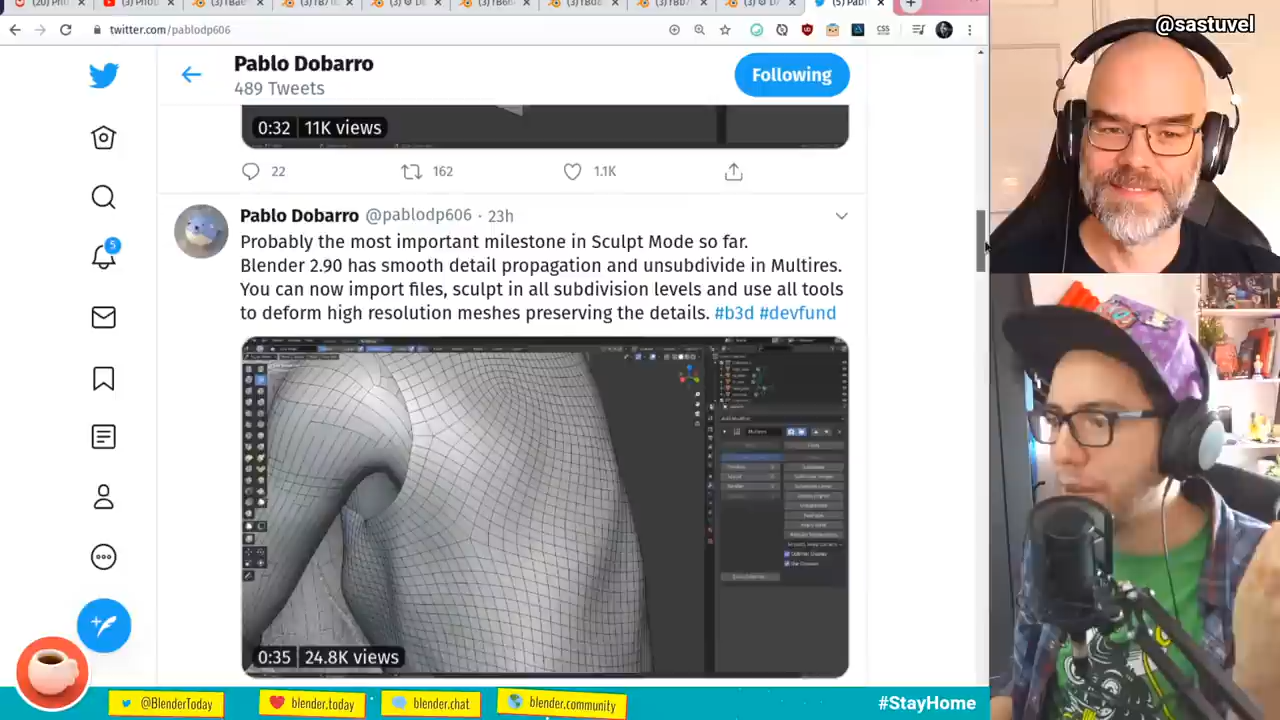 @sastuvel
twitter.com/pablodp606
Pablo Dobarro
489 Tweets
Following
0:32 11K views
22 162 1.1K
Pablo Dobarro @pablodp606 · 23h
Probably the most important milestone in Sculpt Mode so far.
Blender 2.90 has smooth detail propagation and unsubdivide in Multires.
You can now import files, sculpt in all subdivision levels and use all tools
to deform high resolution meshes preserving the details. #b3d #devfund
5
0:35 24.8K views
@BlenderToday
blender.today
blender.chat
blender.community
#StayHome